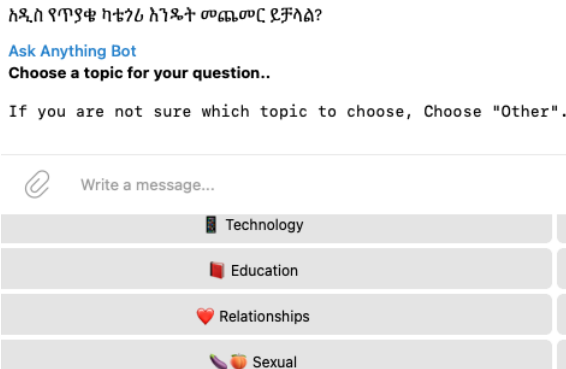 አዲስ የጥያቄ ካቴጎሪ እንዴት መጨመር ይቻላል?
Ask Anything Bot
Choose a topic for your question..
If you are not sure which topic to choose, Choose "Other".
Write a message...
📱 Technology
📕 Education
❤️ Relationships
🍆🍑 Sexual